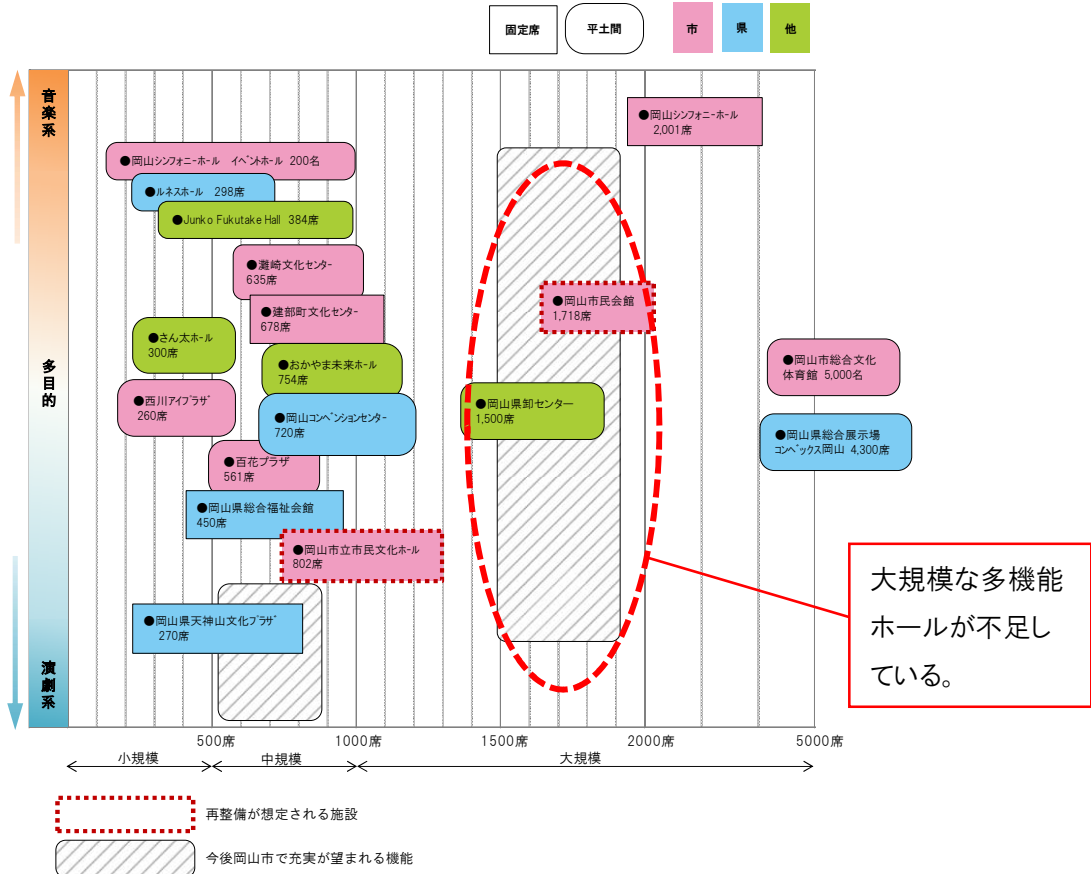 固定席
平土間
市
県
他
音楽系
●岡山シンフォニーホール
2,001席
●岡山シンフォニーホール イベントホール 200名
●ルネスホール 298席
●Junko Fukutake Hall 384席
●灘崎文化センター
635席
●岡山市民会館
1,718席
●建部町文化センター
678席
●さん太ホール
300席
●おかやま未来ホール
754席
●岡山市総合文化
体育館 5,000名
多目的
●西川アイプラザ
260席
●岡山県卸センター
1,500席
●岡山コンベンションセンター
720席
●岡山県総合展示場
コンベックス岡山 4,300席
●百花プラザ
561席
●岡山県総合福祉会館
450席
●岡山市立市民文化ホール
802席
大規模な多機能
ホールが不足し
ている。
●岡山県天神山文化プラザ
270席
演劇系
500席
1000席
1500席
2000席
5000席
小規模
中規模
大規模
再整備が想定される施設
今後岡山市で充実が望まれる機能